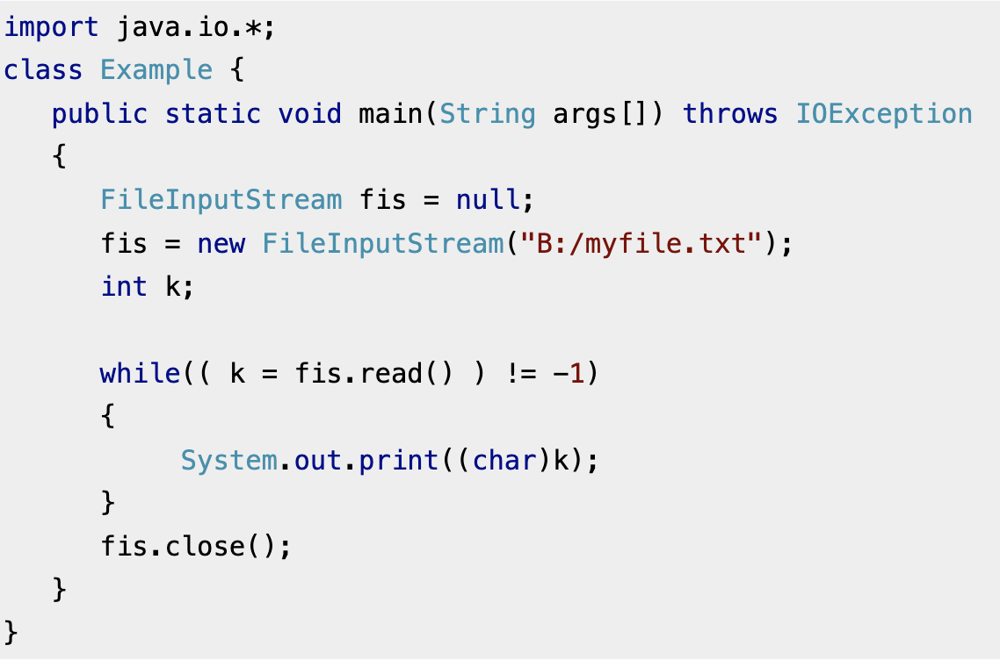 import java.io.*;
class Example {
   public static void main(String args[]) throws IOException
   {
      FileInputStream fis = null;
      fis = new FileInputStream("B:/myfile.txt");
      int k;

      while(( k = fis.read() ) != -1)
      {
           System.out.print((char)k);
      }
      fis.close();
   }
}